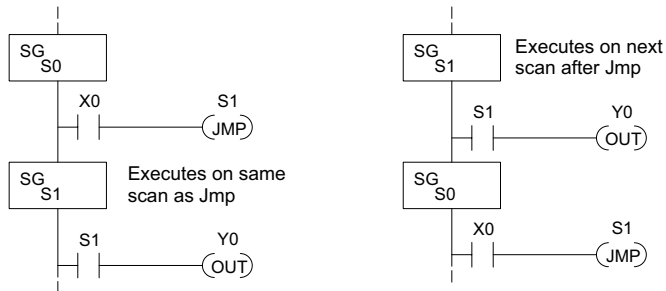 SG
S0
X0
S1
JMP
SG
S1
Executes on same
scan as Jmp
S1
Y0
OUT
SG
S1
Executes on next
scan after Jmp
S1
Y0
OUT
SG
S0
X0
S1
JMP